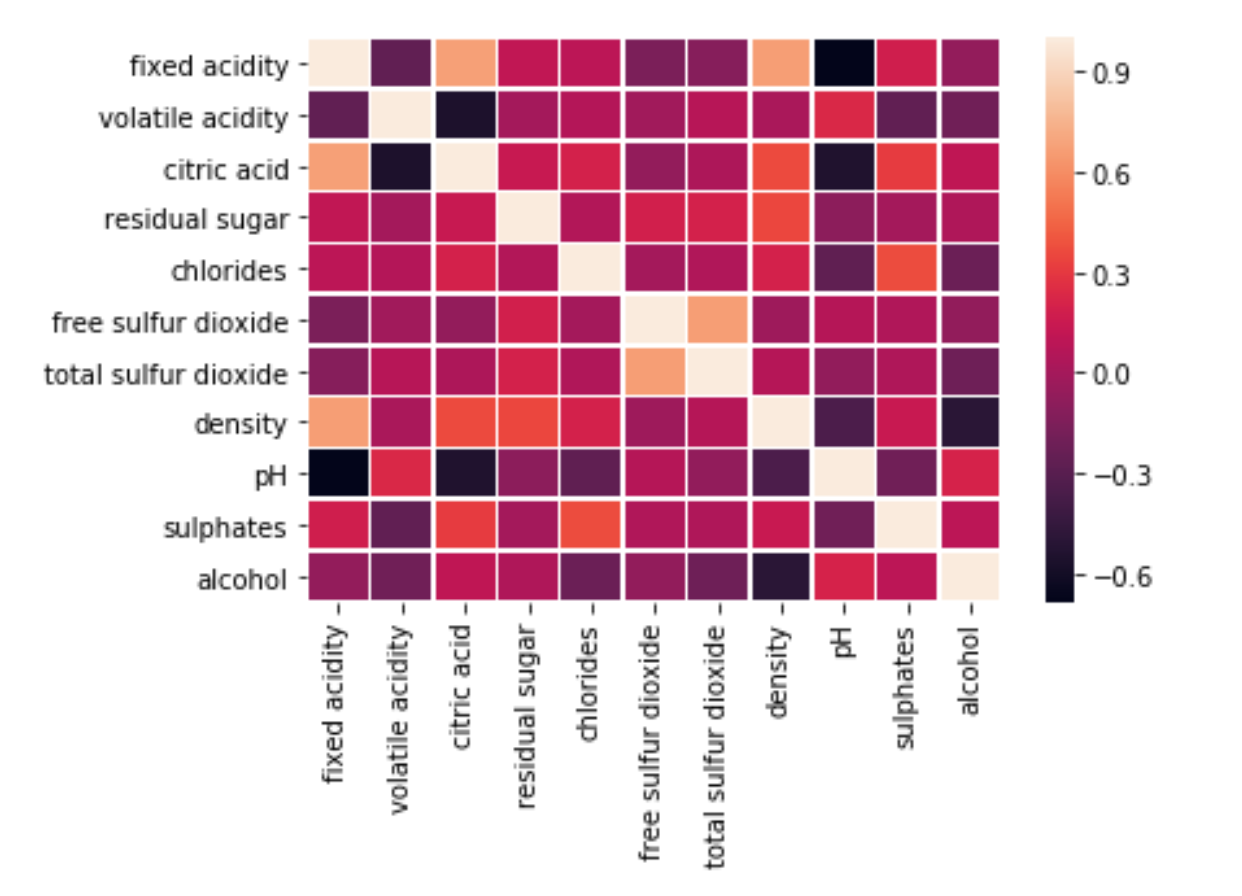 fixed acidity
volatile acidity
citric acid
residual sugar
chlorides
free sulfur dioxide
total sulfur dioxide
density
pH
sulphates
alcohol
fixed acidity
volatile acidity
citric acid
residual sugar
chlorides
free sulfur dioxide
total sulfur dioxide
density
pH
sulphates
alcohol
0.9
0.6
0.3
0.0
−0.3
−0.6